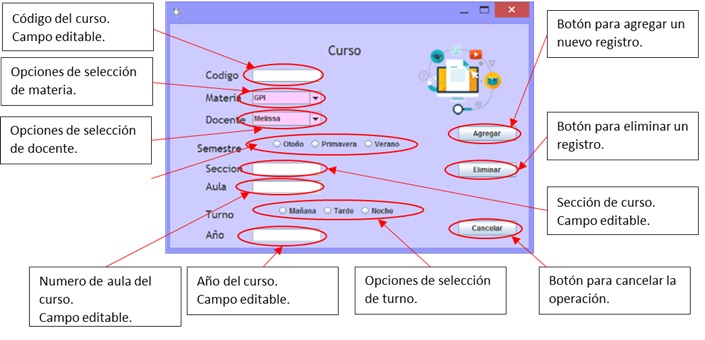 Código del curso.
Campo editable.
Opciones de selección
de materia.
Opciones de selección
de docente.
Numero de aula del
curso.
Campo editable.
Año del curso.
Campo editable.
Opciones de selección
de turno.
Botón para cancelar la
operación.
Sección de curso.
Campo editable.
Botón para eliminar un
registro.
Botón para agregar un
nuevo registro.
Curso
Codigo
Materia GPI
Docente Melissa
Semestre Otoño Primavera Verano
Seccion
Aula
Turno Mañana Tarde Noche
Año
Agregar
Eliminar
Cancelar